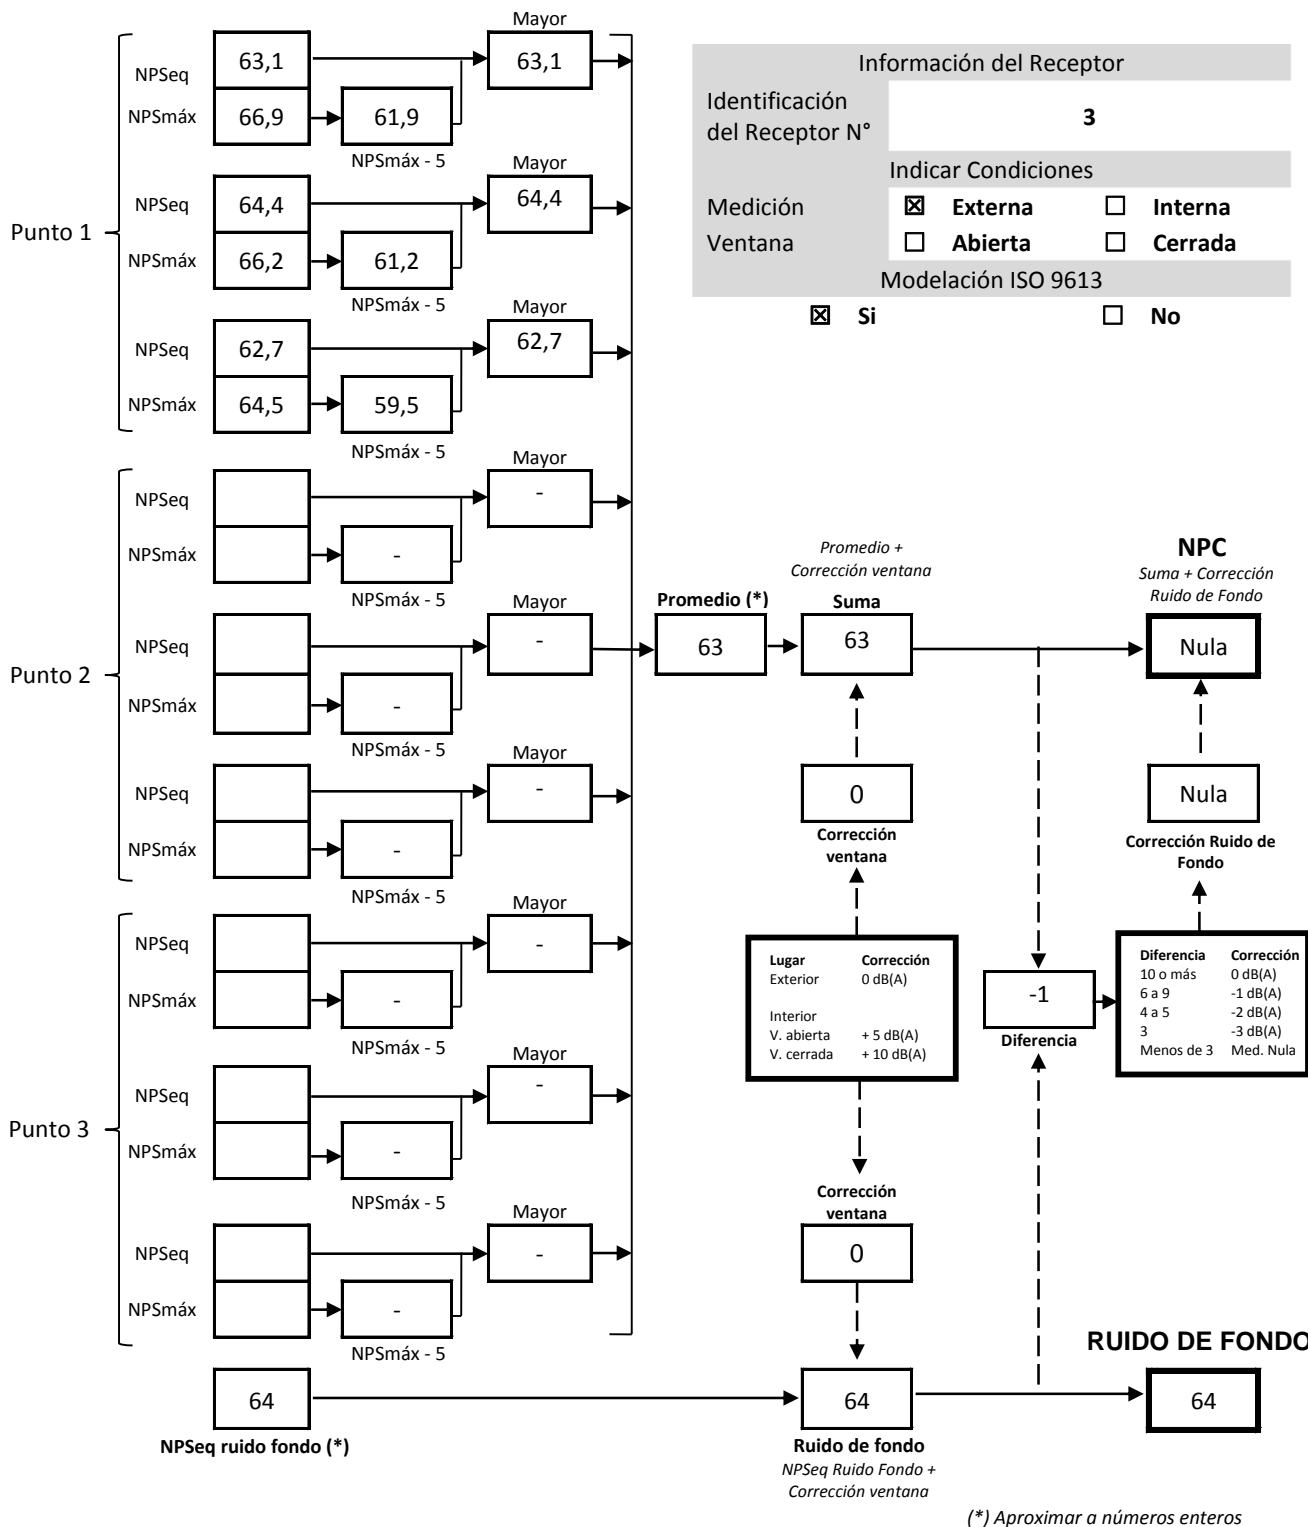 Mayor
NPSeq 63,1 63,1
NPSmáx 66,9 61,9
NPSmáx - 5
Mayor
NPSeq 64,4 64,4
Punto 1
NPSmáx 66,2 61,2
NPSmáx - 5
Mayor
NPSeq 62,7 62,7
NPSmáx 64,5 59,5
NPSmáx - 5
Información del Receptor
Identificación
del Receptor N°
3
Indicar Condiciones
Medición ☒ Externa ☐ Interna
Ventana ☐ Abierta ☐ Cerrada
Modelación ISO 9613
☒ Si ☐ No
Mayor
NPSeq -
NPSmáx -
NPSmáx - 5
Mayor
NPSeq -
Punto 2
NPSmáx -
NPSmáx - 5
Mayor
NPSeq -
NPSmáx -
NPSmáx - 5
Mayor
NPSeq -
NPSmáx -
NPSmáx - 5
Mayor
NPSeq -
Punto 3
NPSmáx -
NPSmáx - 5
Mayor
NPSeq -
NPSmáx -
NPSmáx - 5
64
NPSeq ruido fondo (*)
Promedio (*)
63
Promedio +
Corrección ventana
Suma
63
0
Corrección
ventana
Lugar Corrección
Exterior 0 dB(A)
Interior
V. abierta + 5 dB(A)
V. cerrada + 10 dB(A)
Corrección
ventana
0
64
Ruido de fondo
NPSeq Ruido Fondo +
Corrección ventana
-1
Diferencia
NPC
Suma + Corrección
Ruido de Fondo
Nula
Nula
Corrección Ruido de
Fondo
Diferencia Corrección
10 o más 0 dB(A)
6 a 9 -1 dB(A)
4 a 5 -2 dB(A)
3 -3 dB(A)
Menos de 3 Med. Nula
RUIDO DE FONDO
64
(*) Aproximar a números enteros